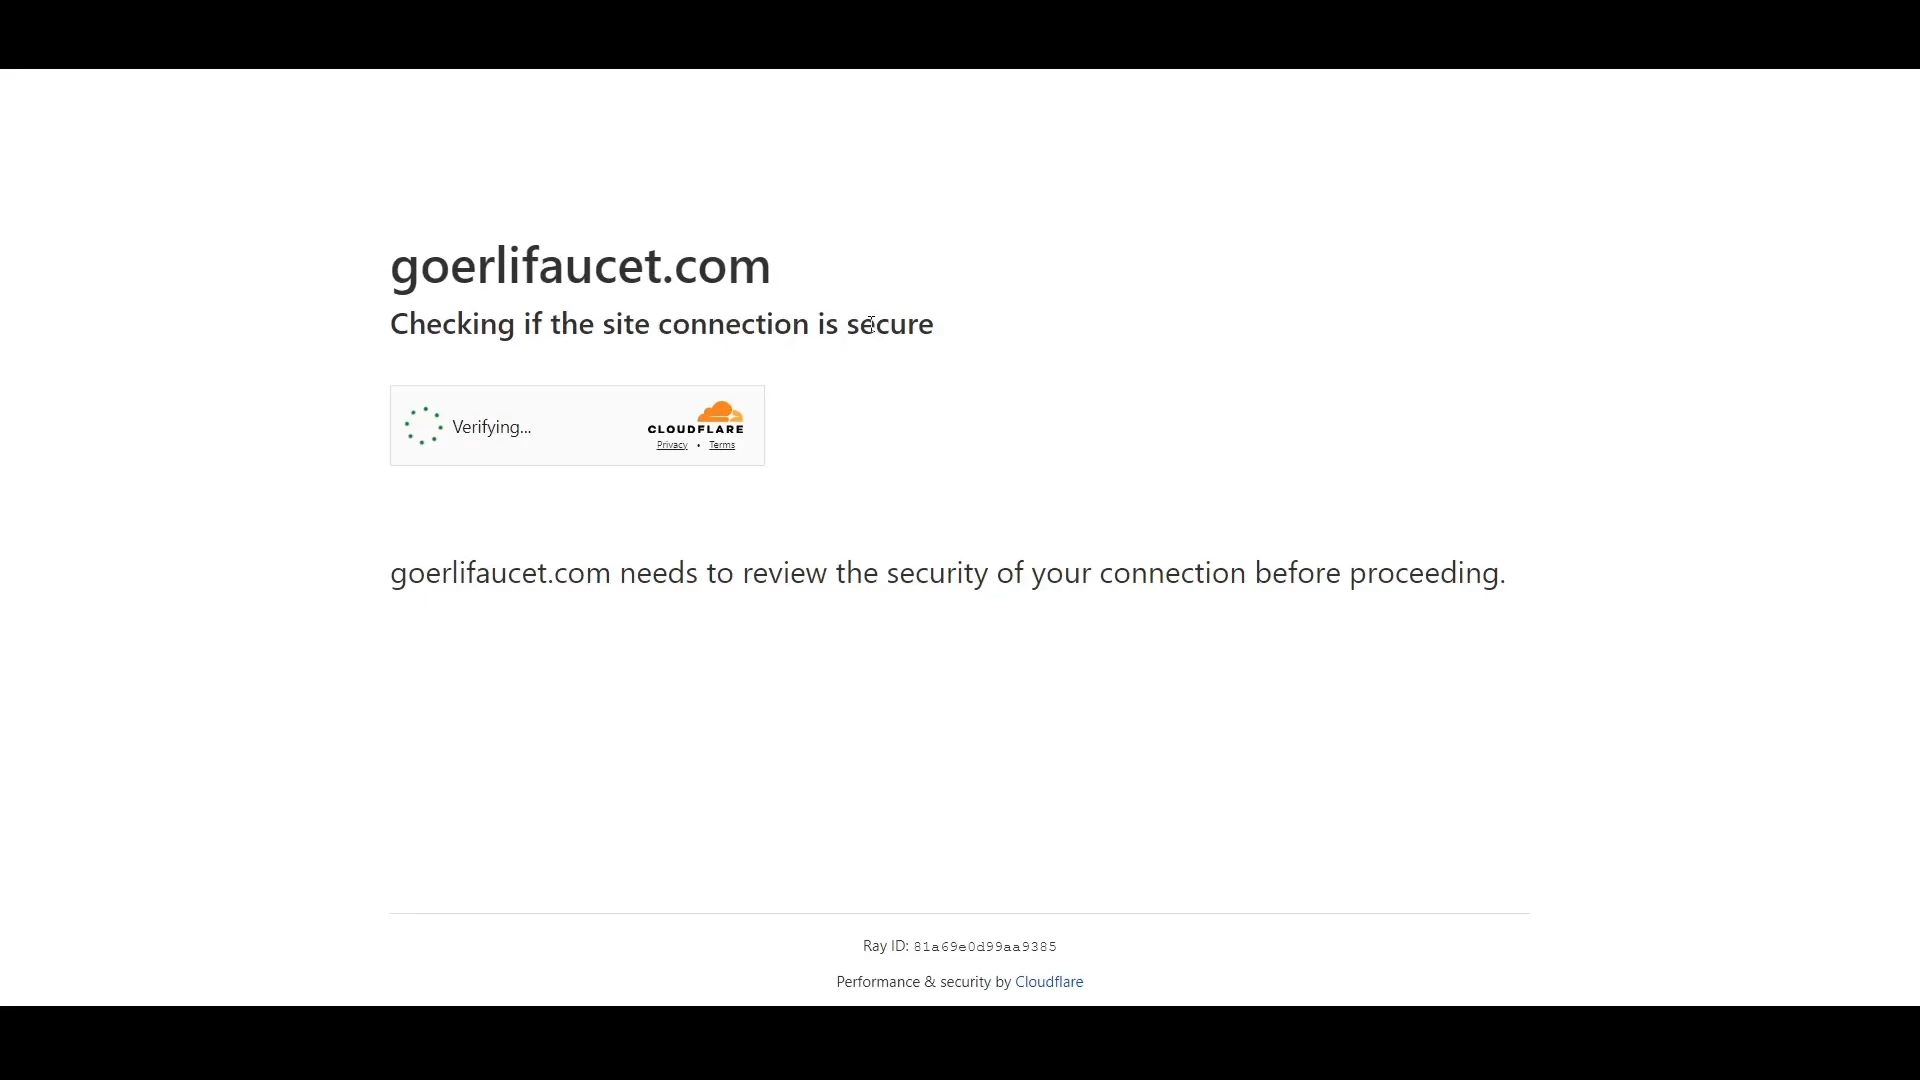 goerlifaucet.com
Checking if the site connection is secure
Verifying...
CLOUDFLARE
Privacy • Terms
goerlifaucet.com needs to review the security of your connection before proceeding.
Ray ID: 81a69e0d99aa9385
Performance & security by Cloudflare